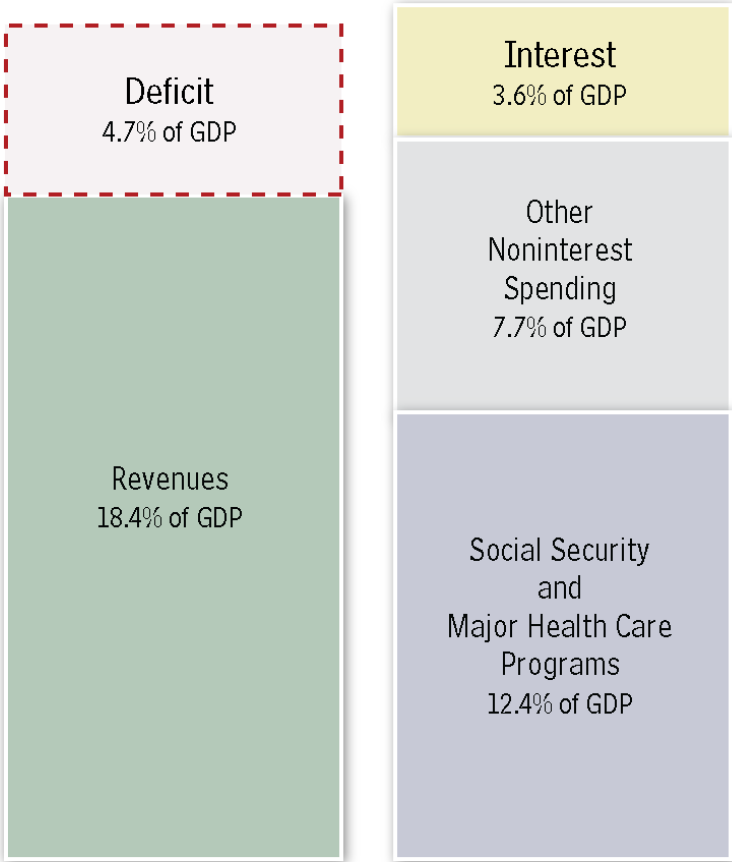 Deficit
4.7% of GDP
Revenues
18.4% of GDP
Interest
3.6% of GDP
Other
Noninterest
Spending
7.7% of GDP
Social Security
and
Major Health Care
Programs
12.4% of GDP